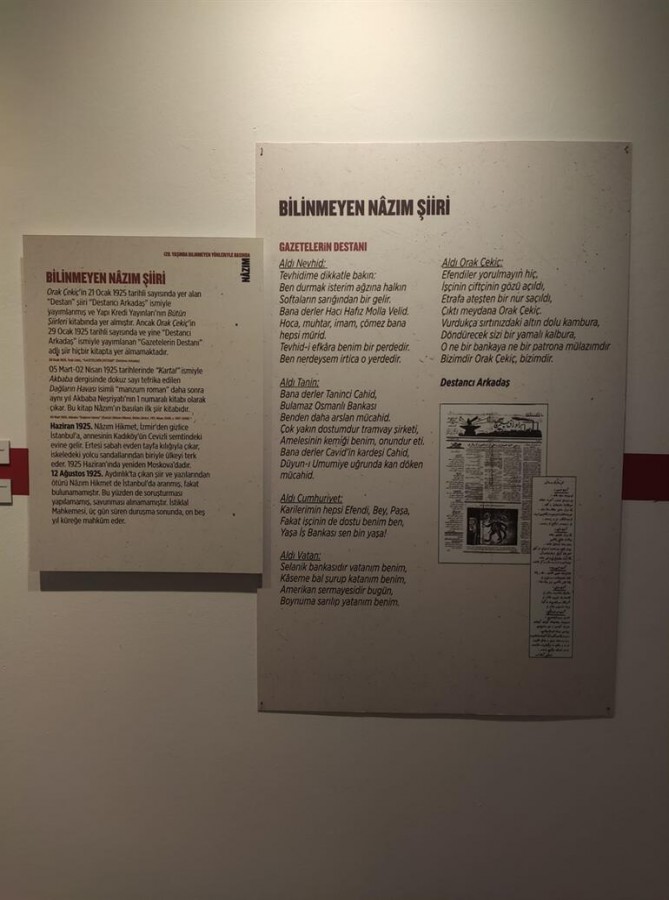 120. YAŞINDA BİLİNMEYEN YÖNLERİYLE BASINDA
NÂZIM
BİLİNMEYEN NÂZIM ŞİİRİ
Orak Çekiç'in 21 Ocak 1925 tarihli sayısında yer alan
"Destan" şiiri "Destancı Arkadaş" ismiyle
yayımlanmış ve Yapı Kredi Yayınları'nın Bütün
Şiirleri kitabında yer almıştır. Ancak Orak Çekiç'in
29 Ocak 1925 tarihli sayısında ve yine "Destancı
Arkadaş" ismiyle yayımlanan "Gazetelerin Destanı"
adlı şiir hiçbir kitapta yer almamaktadır.
05 Mart-02 Nisan 1925 tarihlerinde "Kartal" ismiyle
Akbaba dergisinde dokuz sayı tefrika edilen
Dağların Havası isimli "manzum roman" daha sonra
aynı yıl Akbaba Neşriyatı'nın 1 numaralı kitabı olarak
çıkar. Bu kitap Nâzım'ın basılan ilk şiir kitabıdır.
Haziran 1925. Nâzım Hikmet, İzmir'den gizlice
İstanbul'a, annesinin Kadıköy'ün Cevizli semtindeki
evine gelir. Ertesi sabah evden tayfa kılığıyla çıkar,
iskeledeki yolcu sandallarından biriyle ülkeyi terk
eder. 1925 Haziran'ında yeniden Moskova'dadır.
12 Ağustos 1925. Aydınlık'ta çıkan şiir ve yazılarından
ötürü Nâzım Hikmet de İstanbul'da aranmış, fakat
bulunamamıştır. Bu yüzden de soruşturması
yapılamamış, savunması alınamamıştır. İstiklal
Mahkemesi, üç gün süren duruşma sonunda, on beş
yıl küreğe mahkûm eder.
BİLİNMEYEN NÂZIM ŞİİRİ
GAZETELERİN DESTANI
Aldı Nevhid:
Tevhidime dikkatle bakın:
Ben durmak isterim ağzına halkın
Softaların sarığından bir gelir.
Bana derler Hacı Hafız Molla Velid.
Hoca, muhtar, imam, çömez bana
hepsi mürid.
Tevhid-i efkâra benim bir perdedir.
Ben nerdeysem irtica o yerdedir.
Aldı Tanin:
Bana derler Taninci Cahid,
Bulamaz Osmanlı Bankası
Benden daha arslan mücahid.
Çok yakın dostumdur tramvay şirketi,
Amelesinin kemiği benim, onundur eti.
Bana derler Cavid'in kardeşi Cahid,
Düyun-ı Umumiye uğrunda kan döken
mücahid.
Aldı Cumhuriyet:
Karilerimin hepsi Efendi, Bey, Paşa,
Fakat işçinin de dostu benim ben,
Yaşa İş Bankası sen bin yaşa!
Aldı Vatan:
Selanik bankasıdır vatanım benim,
Kâseme bal şurup katanım benim,
Amerikan sermayesidir bugün,
Boynuma sarılıp yatanım benim.
Aldı Orak Çekiç:
Efendiler yorulmayın hiç,
İşçinin çiftçinin gözü açıldı,
Etrafa ateşten bir nur saçıldı,
Çıktı meydana Orak Çekiç.
Vurdukça sırtınızdaki altın dolu kambura,
Döndürecek sizi bir yamalı kalbura,
O ne bir bankaya ne bir patrona mülazımdır.
Bizimdir Orak Çekiç, bizimdir.
Destancı Arkadaş